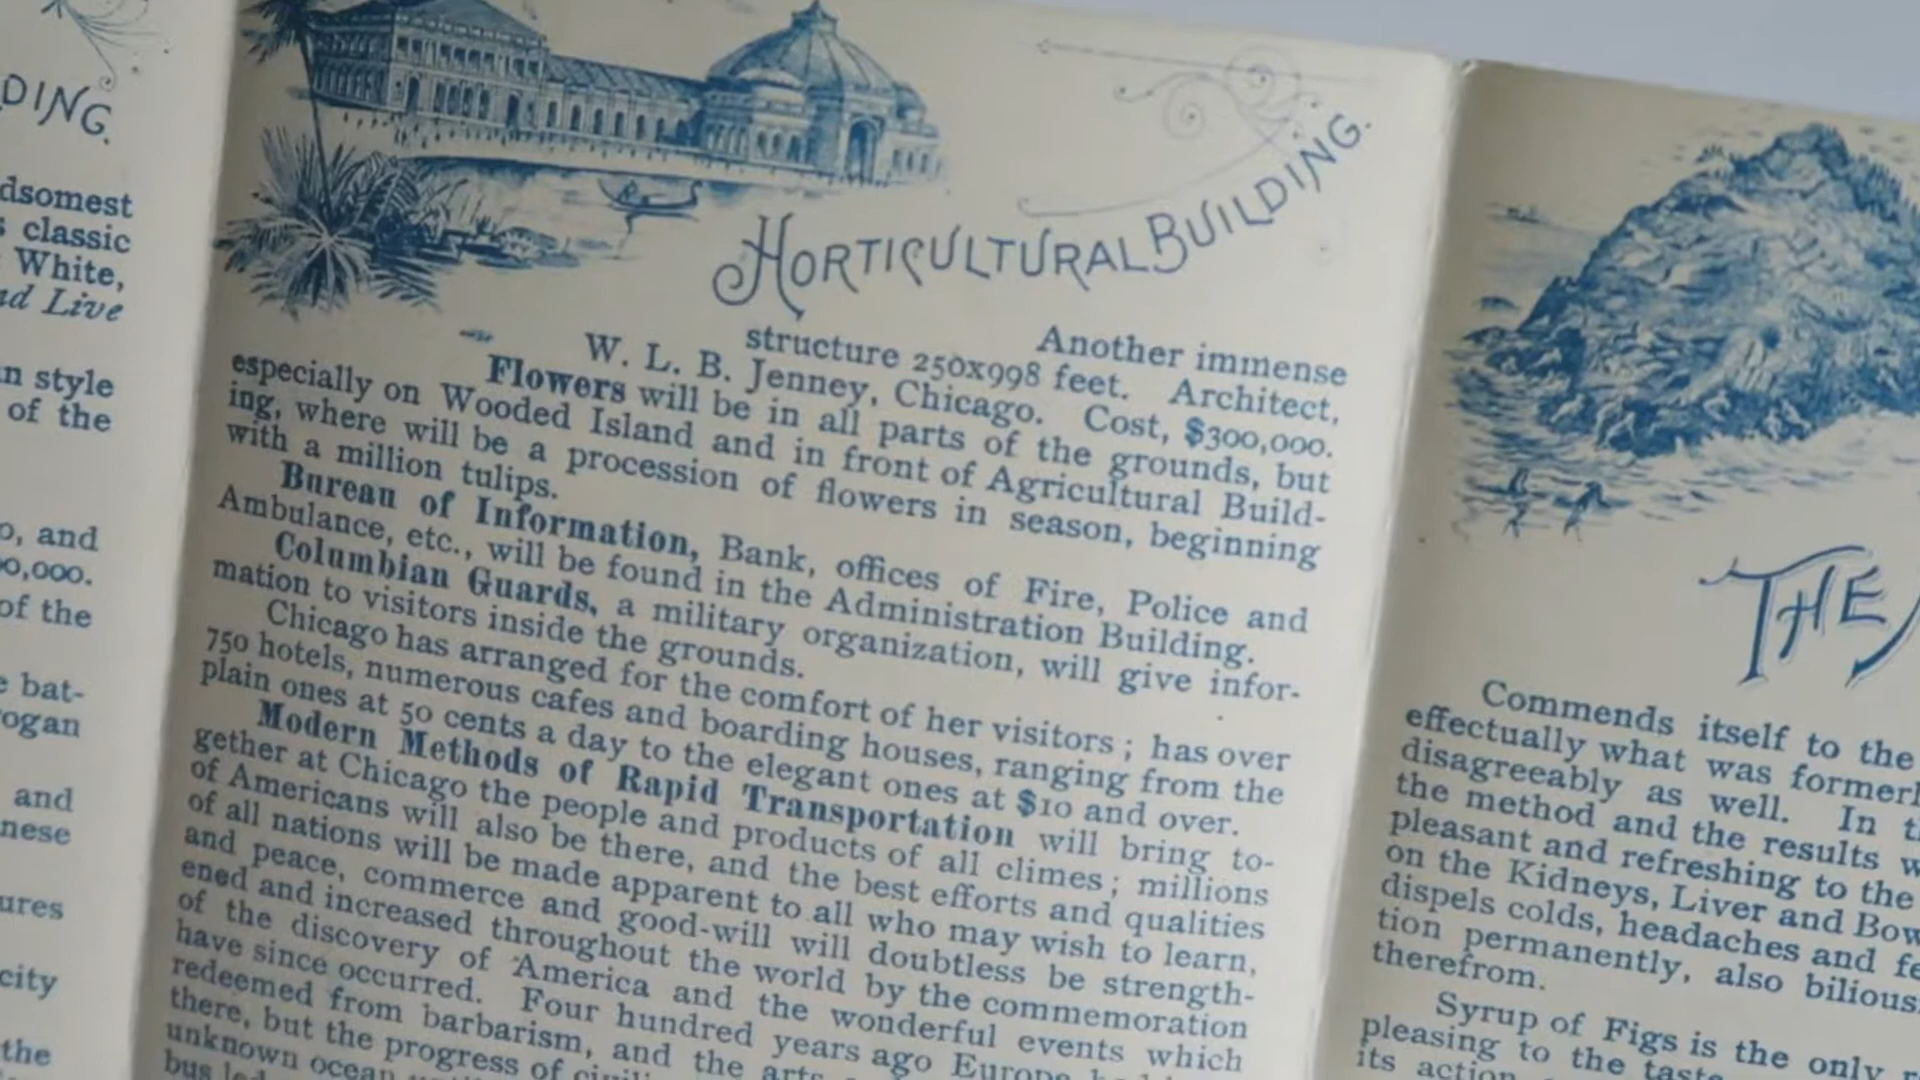 DING.
dsomest
classic
White,
nd Live
n style
of the
o, and
00,000.
of the
e bat-
ogan
and
nese
ures
city
the
HORTICULTURAL BUILDING.
Another immense
structure 250x998 feet. Architect,
W. L. B. Jenney, Chicago. Cost, $300,000.
Flowers will be in all parts of the grounds, but
especially on Wooded Island and in front of Agricultural Build-
ing, where will be a procession of flowers in season, beginning
with a million tulips.
Bureau of Information, Bank, offices of Fire, Police and
Ambulance, etc., will be found in the Administration Building.
Columbian Guards, a military organization, will give infor-
mation to visitors inside the grounds.
Chicago has arranged for the comfort of her visitors; has over
750 hotels, numerous cafes and boarding houses, ranging from the
plain ones at 50 cents a day to the elegant ones at $10 and over.
Modern Methods of Rapid Transportation will bring to-
gether at Chicago the people and products of all climes; millions
of Americans will also be there, and the best efforts and qualities
of all nations will be made apparent to all who may wish to learn,
and peace, commerce and good-will will doubtless be strength-
ened and increased throughout the world by the commemoration
of the discovery of America and the wonderful events which
have since occurred. Four hundred years ago Europe
redeemed from barbarism, and the arts
there, but the progress of
unknown ocean
bus led
THE
Commends itself to the
effectually what was formerl
disagreeably as well. In th
the method and the results w
pleasant and refreshing to the
on the Kidneys, Liver and Bow
dispels colds, headaches and fe
tion permanently, also bilious
therefrom.
Syrup of Figs is the only r
pleasing to the taste
its action